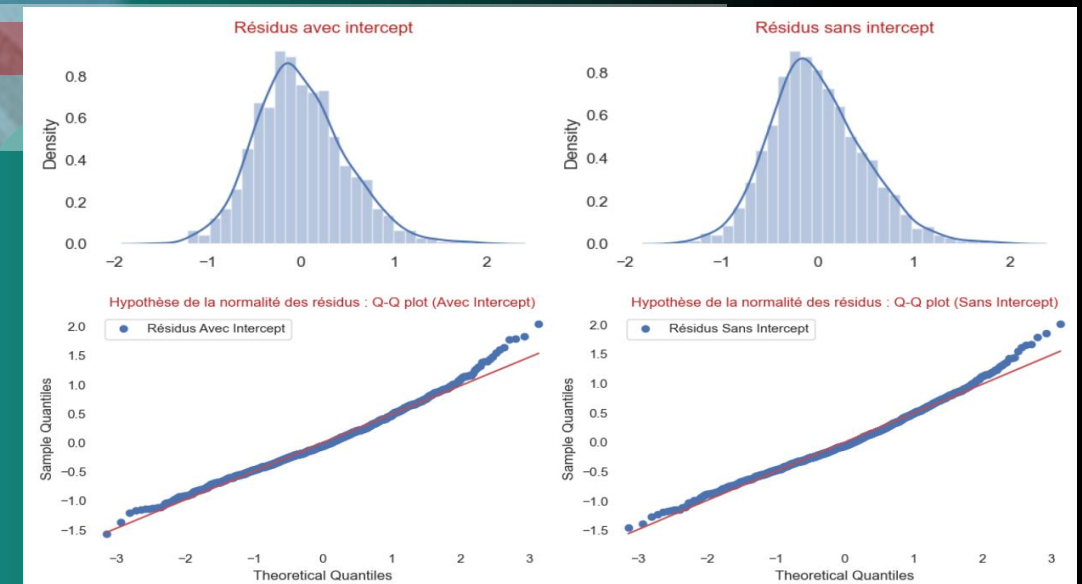 Résidus avec intercept
Density
0.8
0.6
0.4
0.2
0.0
−2 −1 0 1 2
Résidus sans intercept
Density
0.8
0.6
0.4
0.2
0.0
−2 −1 0 1 2
Hypothèse de la normalité des résidus : Q-Q plot (Avec Intercept)
Résidus Avec Intercept
Sample Quantiles
2.0
1.5
1.0
0.5
0.0
−0.5
−1.0
−1.5
−3 −2 −1 0 1 2 3
Theoretical Quantiles
Hypothèse de la normalité des résidus : Q-Q plot (Sans Intercept)
Résidus Sans Intercept
Sample Quantiles
2.0
1.5
1.0
0.5
0.0
−0.5
−1.0
−1.5
−3 −2 −1 0 1 2 3
Theoretical Quantiles